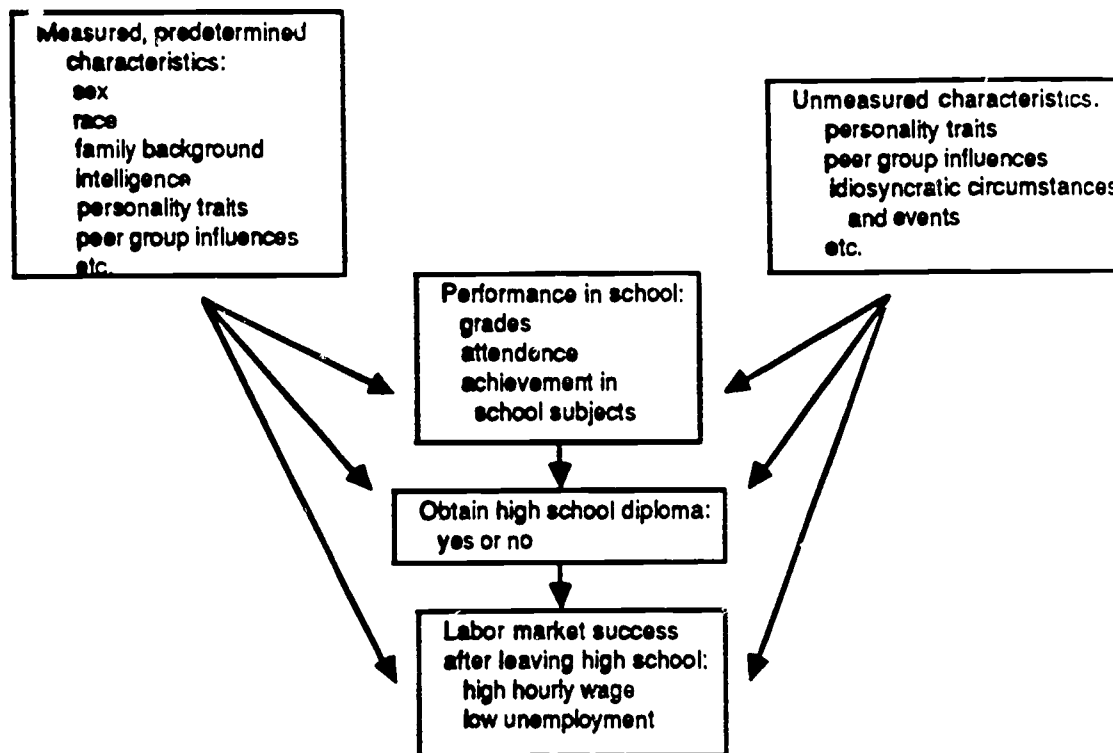 Measured, predetermined
characteristics:
sex
race
family background
intelligence
personality traits
peer group influences
etc.
Unmeasured characteristics.
personality traits
peer group influences
idiosyncratic circumstances
and events
etc.
Performance in school:
grades
attendence
achievement in
school subjects
Obtain high school diploma:
yes or no
Labor market success
after leaving high school:
high hourly wage
low unemployment